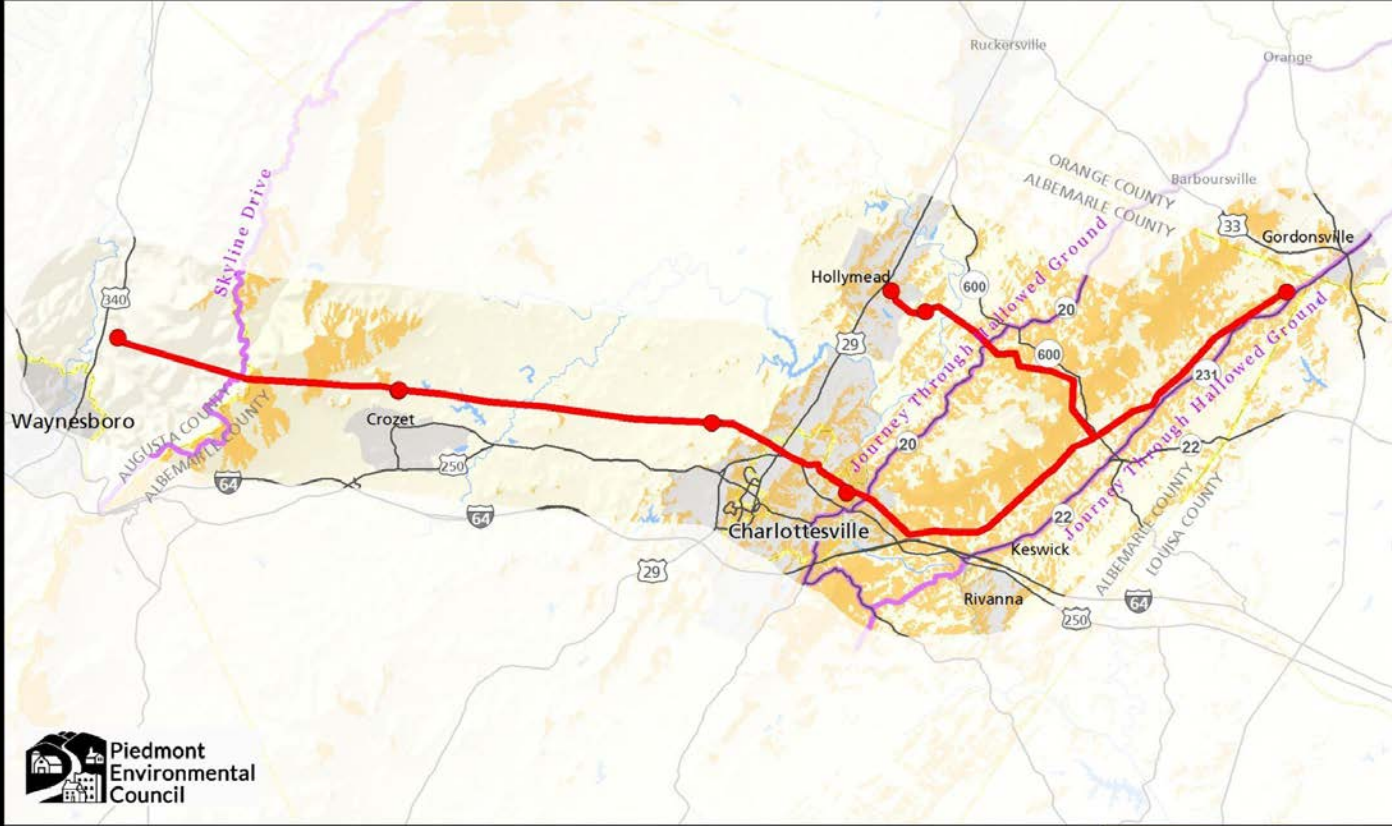 Ruckersville
Orange
ORANGE COUNTY
ALBEMARLE COUNTY
Barboursville
Skyline Drive
33
Gordonsville
Hollymead
600
340
20
Journey Through Hallowed Ground
29
600
231
Journey Through Hallowed Ground
Waynesboro
Crozet
20
22
AUGUSTA COUNTY
ALBEMARLE COUNTY
250
64
64
22
Charlottesville
Keswick
ALBEMARLE COUNTY
LOUISA COUNTY
29
Rivanna
64
250
Piedmont
Environmental
Council